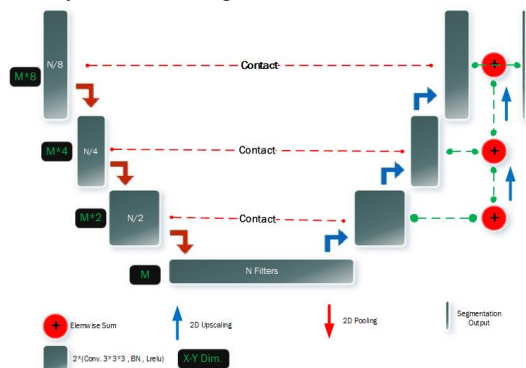 N/8
Contact
M*8
M*4
N/4
Contact
M*2
N/2
Contact
M
N Filters
Elemwise Sum
2D Upscaling
2D Pooling
Segmentation
Output
2*(Conv. 3*3*3 , BN , Lrelu)
X-Y Dim.